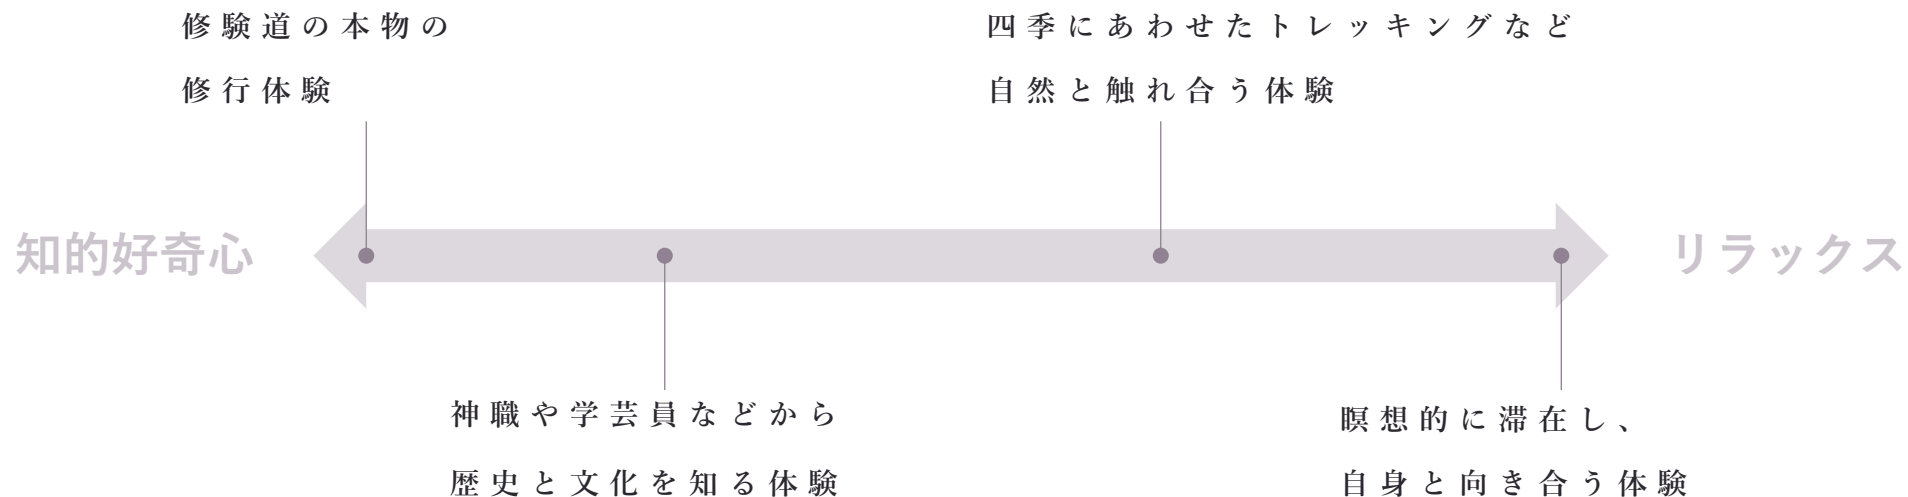 修験道の本物の
修行体験
四季にあわせたトレッキングなど
自然と触れ合う体験
知的好奇心
リラックス
神職や学芸員などから
歴史と文化を知る体験
瞑想的に滞在し、
自身と向き合う体験